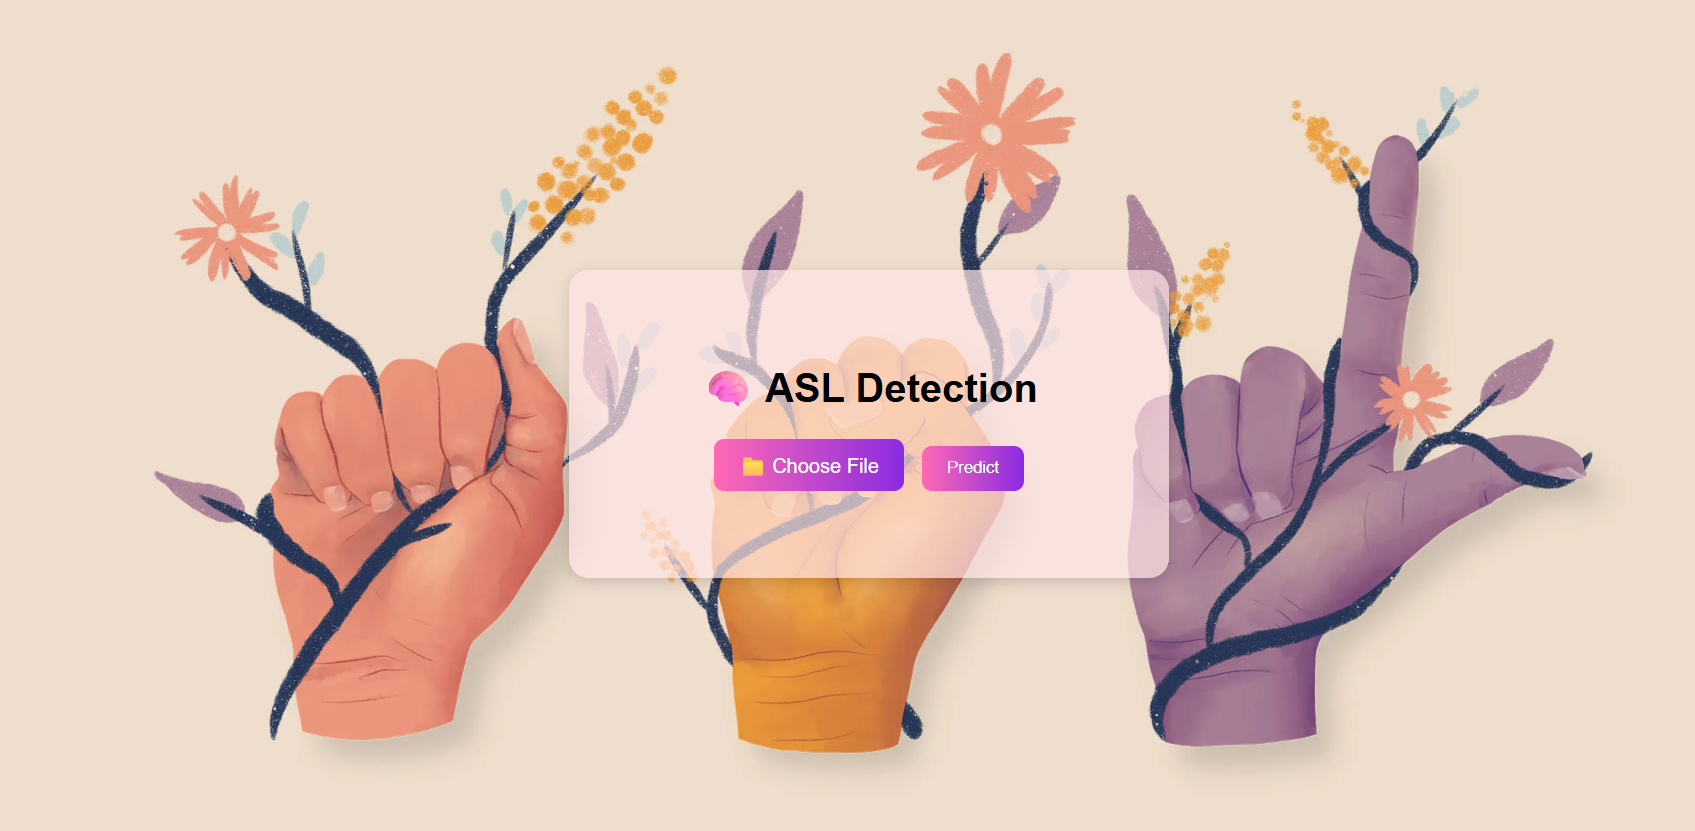 🧠 ASL Detection
📁 Choose File
Predict